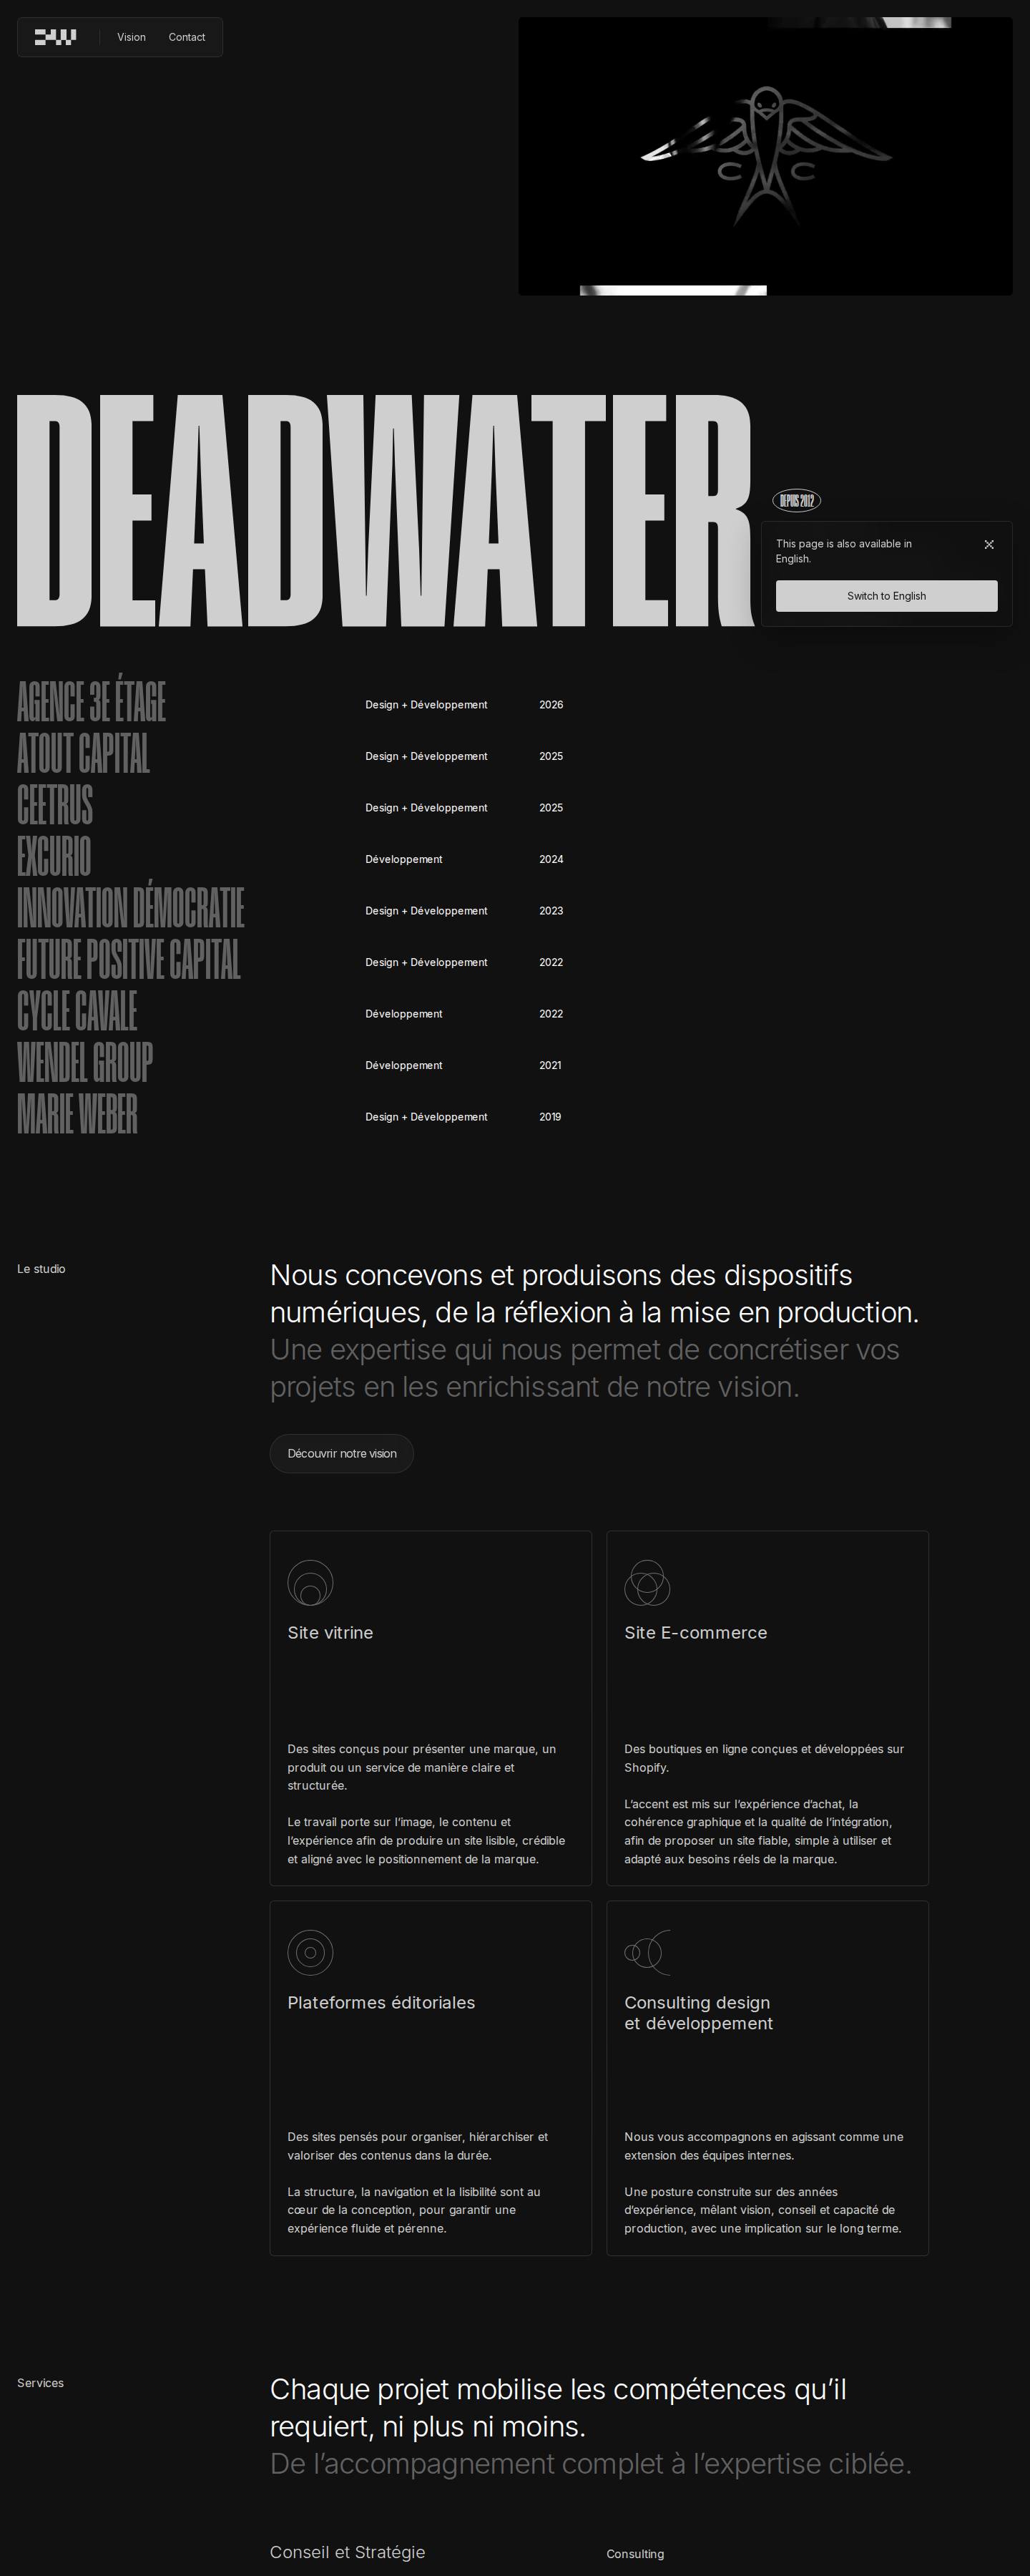 Vision
Contact
DEADWATER
DEPUIS 2012
This page is also available in
English.
Switch to English
AGENCE 3E ÉTAGE
Design + Développement
2026
ATOUT CAPITAL
Design + Développement
2025
CEETRUS
Design + Développement
2025
EXCURIO
Développement
2024
INNOVATION DÉMOCRATIE
Design + Développement
2023
FUTURE POSITIVE CAPITAL
Design + Développement
2022
CYCLE CAVALE
Développement
2022
WENDEL GROUP
Développement
2021
MARIE WEBER
Design + Développement
2019
Le studio
Nous concevons et produisons des dispositifs
numériques, de la réflexion à la mise en production.
Une expertise qui nous permet de concrétiser vos
projets en les enrichissant de notre vision.
Découvrir notre vision
Site vitrine
Des sites conçus pour présenter une marque, un
produit ou un service de manière claire et
structurée.
Le travail porte sur l’image, le contenu et
l’expérience afin de produire un site lisible, crédible
et aligné avec le positionnement de la marque.
Site E-commerce
Des boutiques en ligne conçues et développées sur
Shopify.
L’accent est mis sur l’expérience d’achat, la
cohérence graphique et la qualité de l’intégration,
afin de proposer un site fiable, simple à utiliser et
adapté aux besoins réels de la marque.
Plateformes éditoriales
Des sites pensés pour organiser, hiérarchiser et
valoriser des contenus dans la durée.
La structure, la navigation et la lisibilité sont au
cœur de la conception, pour garantir une
expérience fluide et pérenne.
Consulting design
et développement
Nous vous accompagnons en agissant comme une
extension des équipes internes.
Une posture construite sur des années
d’expérience, mêlant vision, conseil et capacité de
production, avec une implication sur le long terme.
Services
Chaque projet mobilise les compétences qu’il
requiert, ni plus ni moins.
De l’accompagnement complet à l’expertise ciblée.
Conseil et Stratégie
Consulting